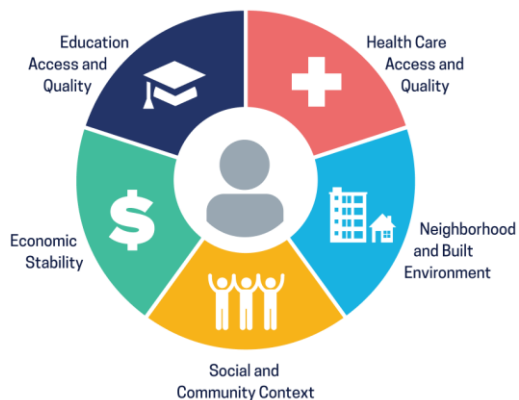 Education
Access and
Quality
Health Care
Access and
Quality
Economic
Stability
Neighborhood
and Built
Environment
Social and
Community Context